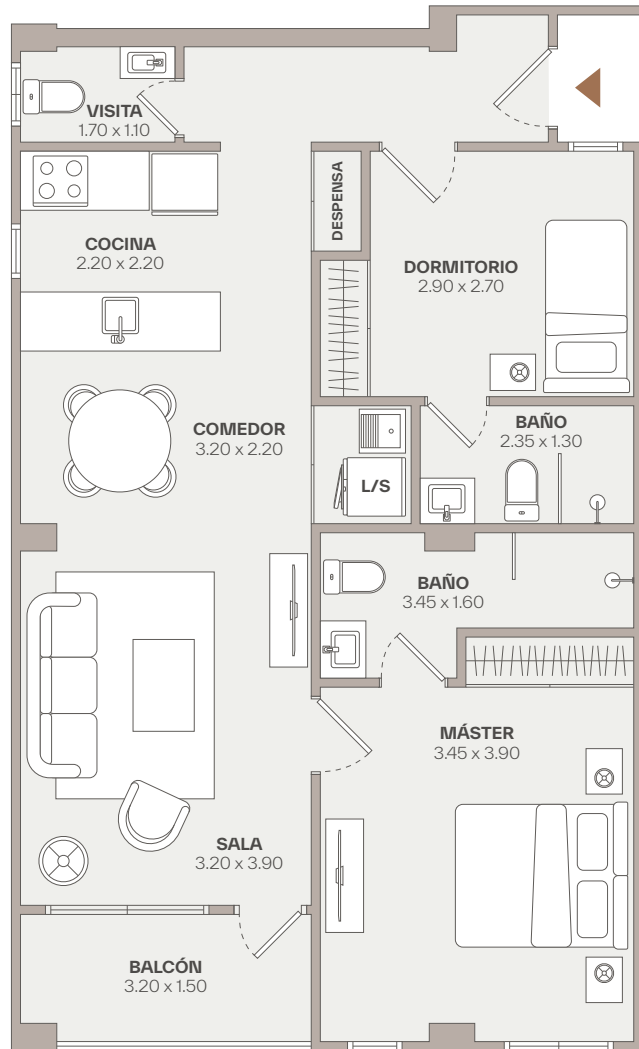 VISITA
1.70 x 1.10
COCINA
2.20 x 2.20
DESPENSA
DORMITORIO
2.90 x 2.70
COMEDOR
3.20 x 2.20
BAÑO
2.35 x 1.30
L/S
BAÑO
3.45 x 1.60
MÁSTER
3.45 x 3.90
SALA
3.20 x 3.90
BALCÓN
3.20 x 1.50